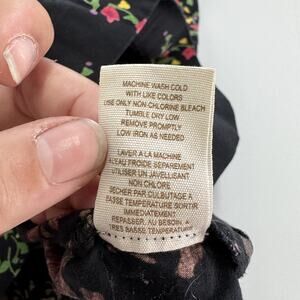 MACHINE WASH COLD
WITH LIKE COLORS
USE ONLY NON-CHLORINE BLEACH
TUMBLE DRY LOW
REMOVE PROMPTLY
LOW IRON AS NEEDED
LAVER A LA MACHINE
A L'EAU FROIDE SEPAREMENT
UTILISER UN JAVELLISANT
NON CHLORE
SECHER PAR CULBUTAGE A
BASSE TEMPERATURE SORTIR
IMMEDIATEMENT
REPASSER, AU BESOIN, A
TRES BASSE TEMPERATURE